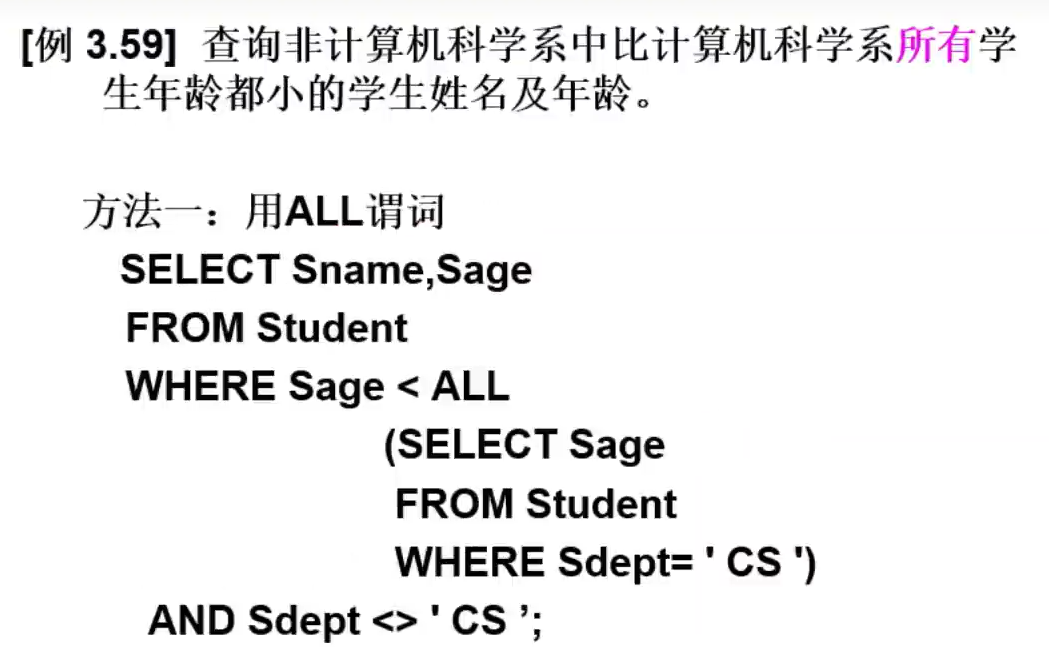 [例 3.59] 查询非计算机科学系中比计算机科学系所有学
生年龄都小的学生姓名及年龄。
方法一：用ALL谓词
SELECT Sname,Sage
FROM Student
WHERE Sage < ALL
(SELECT Sage
FROM Student
WHERE Sdept= ' CS ')
AND Sdept <> ' CS ’;